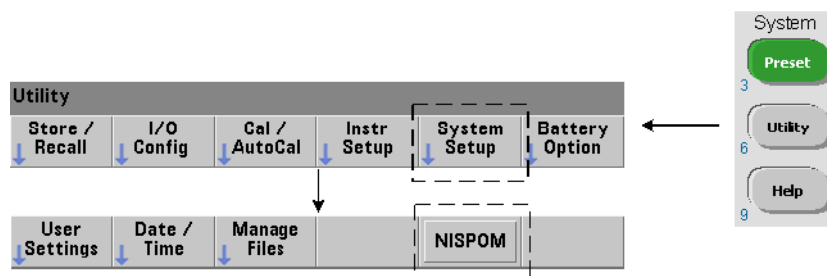 System
Preset
3
Utility
6
Help
9
Utility
Store /
Recall
I/O
Config
Cal /
AutoCal
Instr
Setup
System
Setup
Battery
Option
User
Settings
Date /
Time
Manage
Files
NISPOM